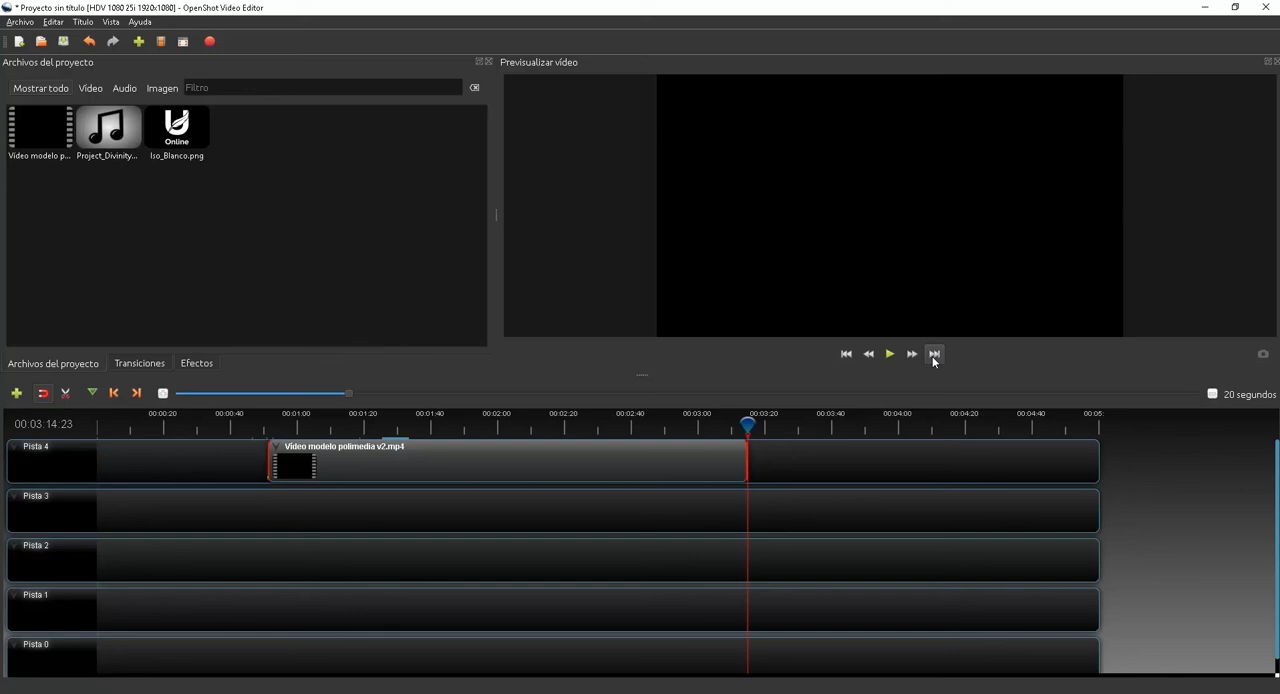 * Proyecto sin título [HDV 1080 25i 1920x1080] - OpenShot Video Editor
Archivo Editar Título Vista Ayuda
Archivos del proyecto
Previsualizar vídeo
Mostrar todo Vídeo Audio Imagen Filtro
Online
Vídeo modelo p... Project_Divinity... Iso_Blanco.png
Archivos del proyecto Transiciones Efectos
20 segundos
00:03:14:23
00:00:20 00:00:40 00:01:00 00:01:20 00:01:40 00:02:00 00:02:20 00:02:40 00:03:00 00:03:20 00:03:40 00:04:00 00:04:20 00:04:40 00:05:
Pista 4
Vídeo modelo polimedia v2.mp4
Pista 3
Pista 2
Pista 1
Pista 0